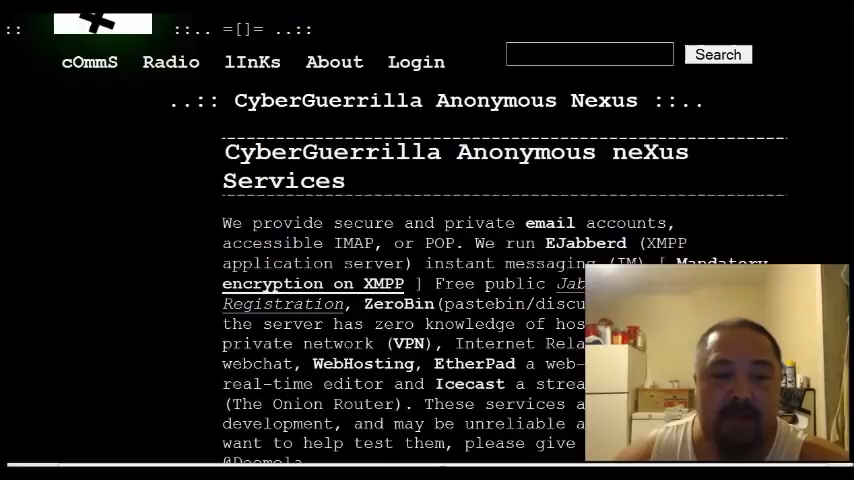 :: ::.. =[]= ..::
cOmmS Radio lInKs About Login Search
..:: CyberGuerrilla Anonymous Nexus ::..
CyberGuerrilla Anonymous neXus
Services
We provide secure and private email accounts,
accessible IMAP, or POP. We run EJabberd (XMPP
application server) instant messaging (IM) [ Mandatory
encryption on XMPP ] Free public Jab
Registration, ZeroBin(pastebin/discu
the server has zero knowledge of hos
private network (VPN), Internet Rela
webchat, WebHosting, EtherPad a web-
real-time editor and Icecast a strea
(The Onion Router). These services a
development, and may be unreliable a
want to help test them, please give
@Doemela